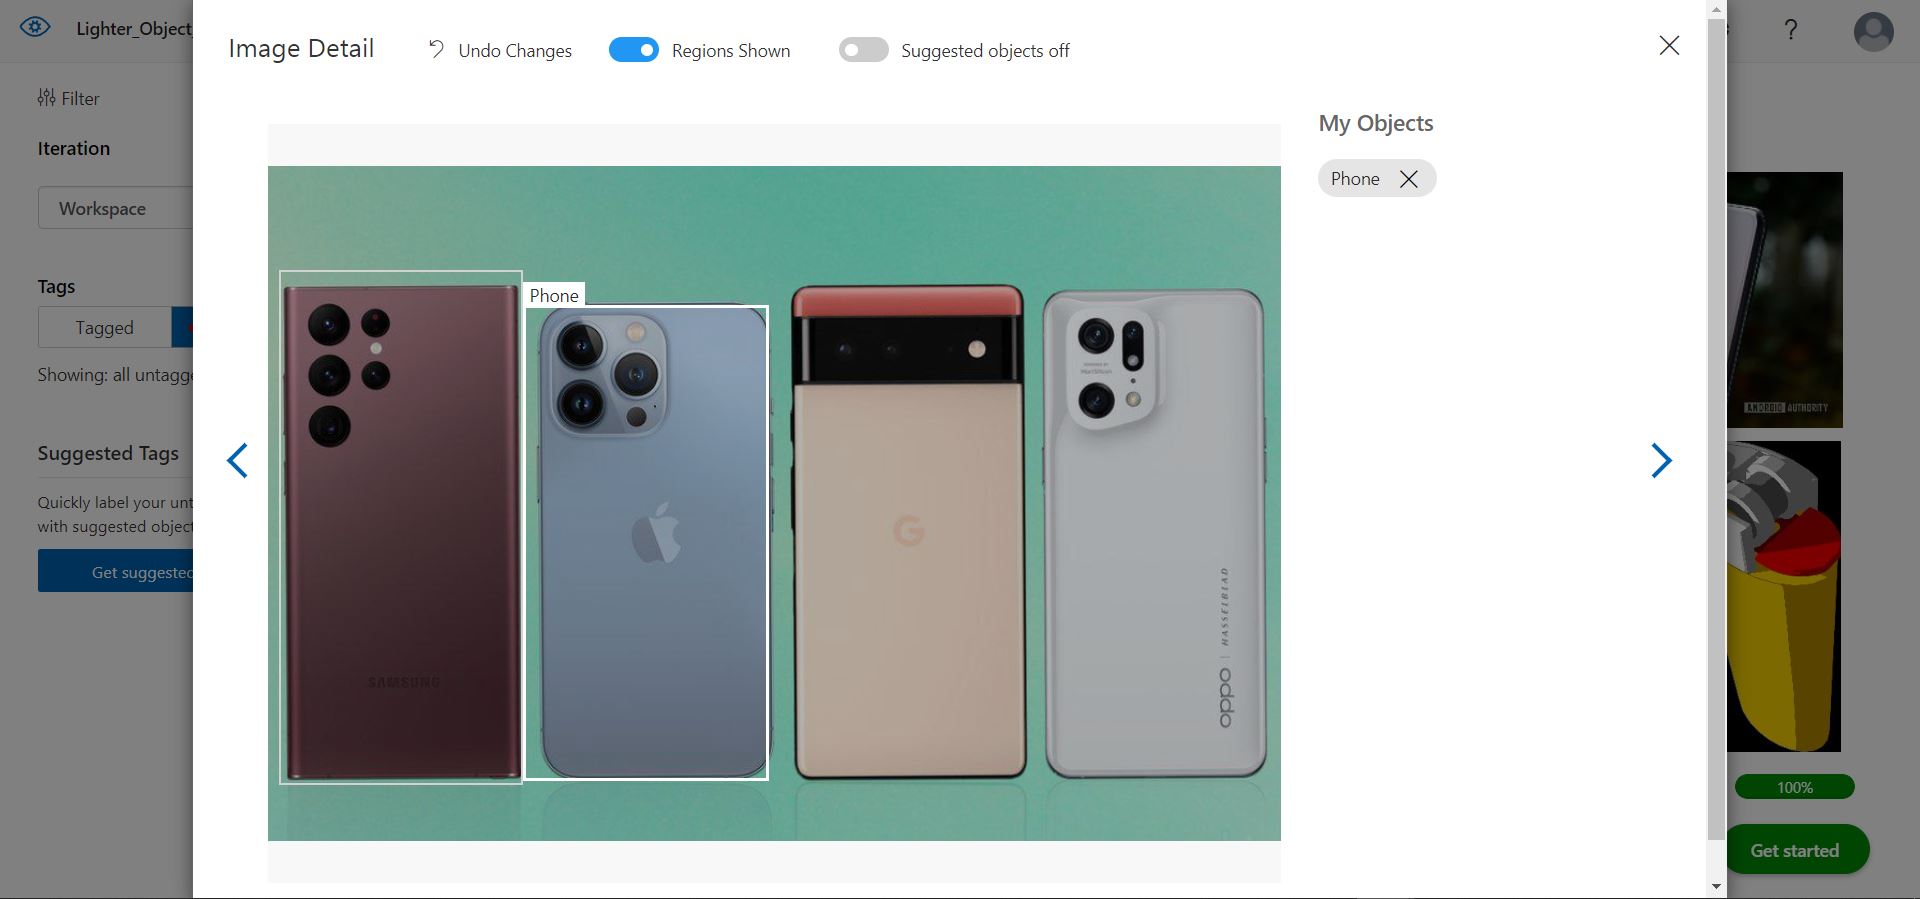 Lighter_Object_
Image Detail
Undo Changes
Regions Shown
Suggested objects off
?
Filter
Iteration
Workspace
Tags
Tagged
Showing: all untagge
Suggested Tags
Quickly label your unt
with suggested object
Get suggested
My Objects
Phone
Phone
SAMSUNG
G
oppo | HASSELBLAD
ANDROID AUTHORITY
100%
Get started